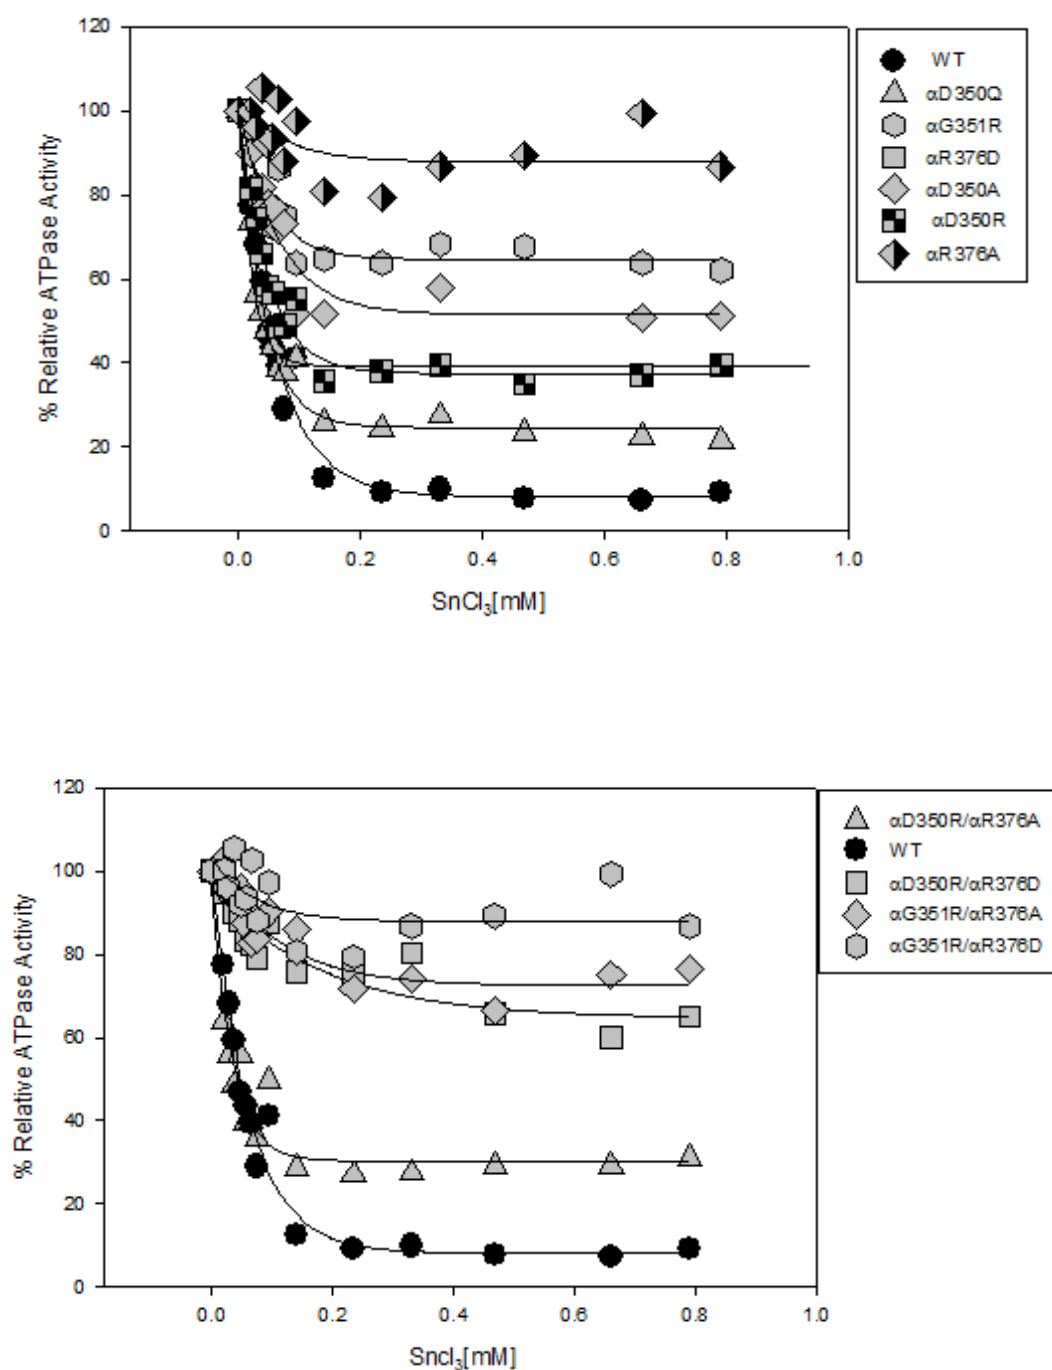 120
100
80
60
40
20
0
% Relative ATPase Activity
0.0
0.2
0.4
0.6
0.8
1.0
SnCl₃[mM]
WT
αD350Q
αG351R
αR376D
αD350A
αD350R
αR376A
120
100
80
60
40
20
0
% Relative ATPase Activity
0.0
0.2
0.4
0.6
0.8
1.0
Sncl₃[mM]
αD350R/αR376A
WT
αD350R/αR376D
αG351R/αR376A
αG351R/αR376D